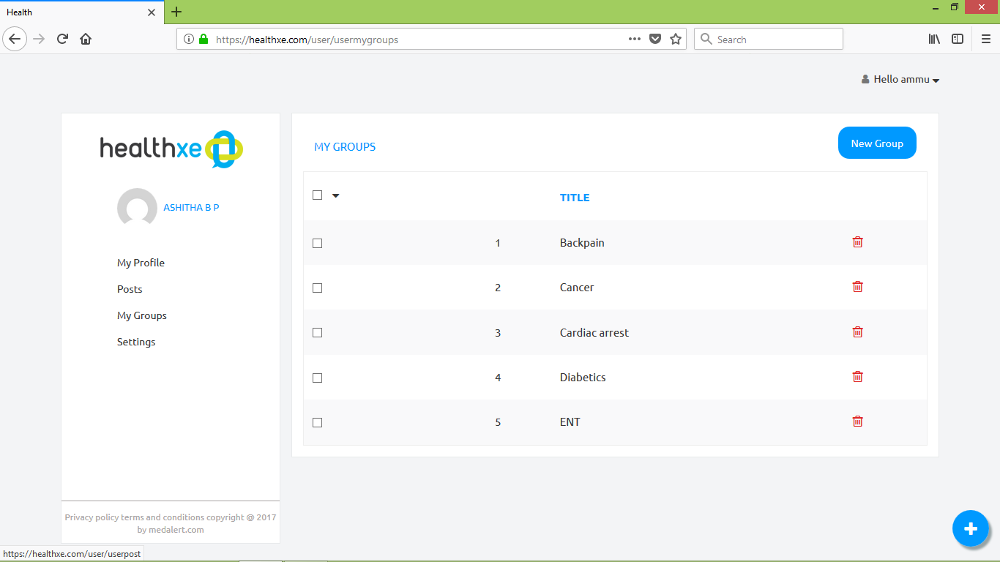 Health
https://healthxe.com/user/usermygroups
Search
Hello ammu
healthxe
ASHITHA B P
My Profile
Posts
My Groups
Settings
Privacy policy terms and conditions copyright @ 2017
by medalert.com
MY GROUPS
New Group
TITLE
1 Backpain
2 Cancer
3 Cardiac arrest
4 Diabetics
5 ENT
https://healthxe.com/user/userpost